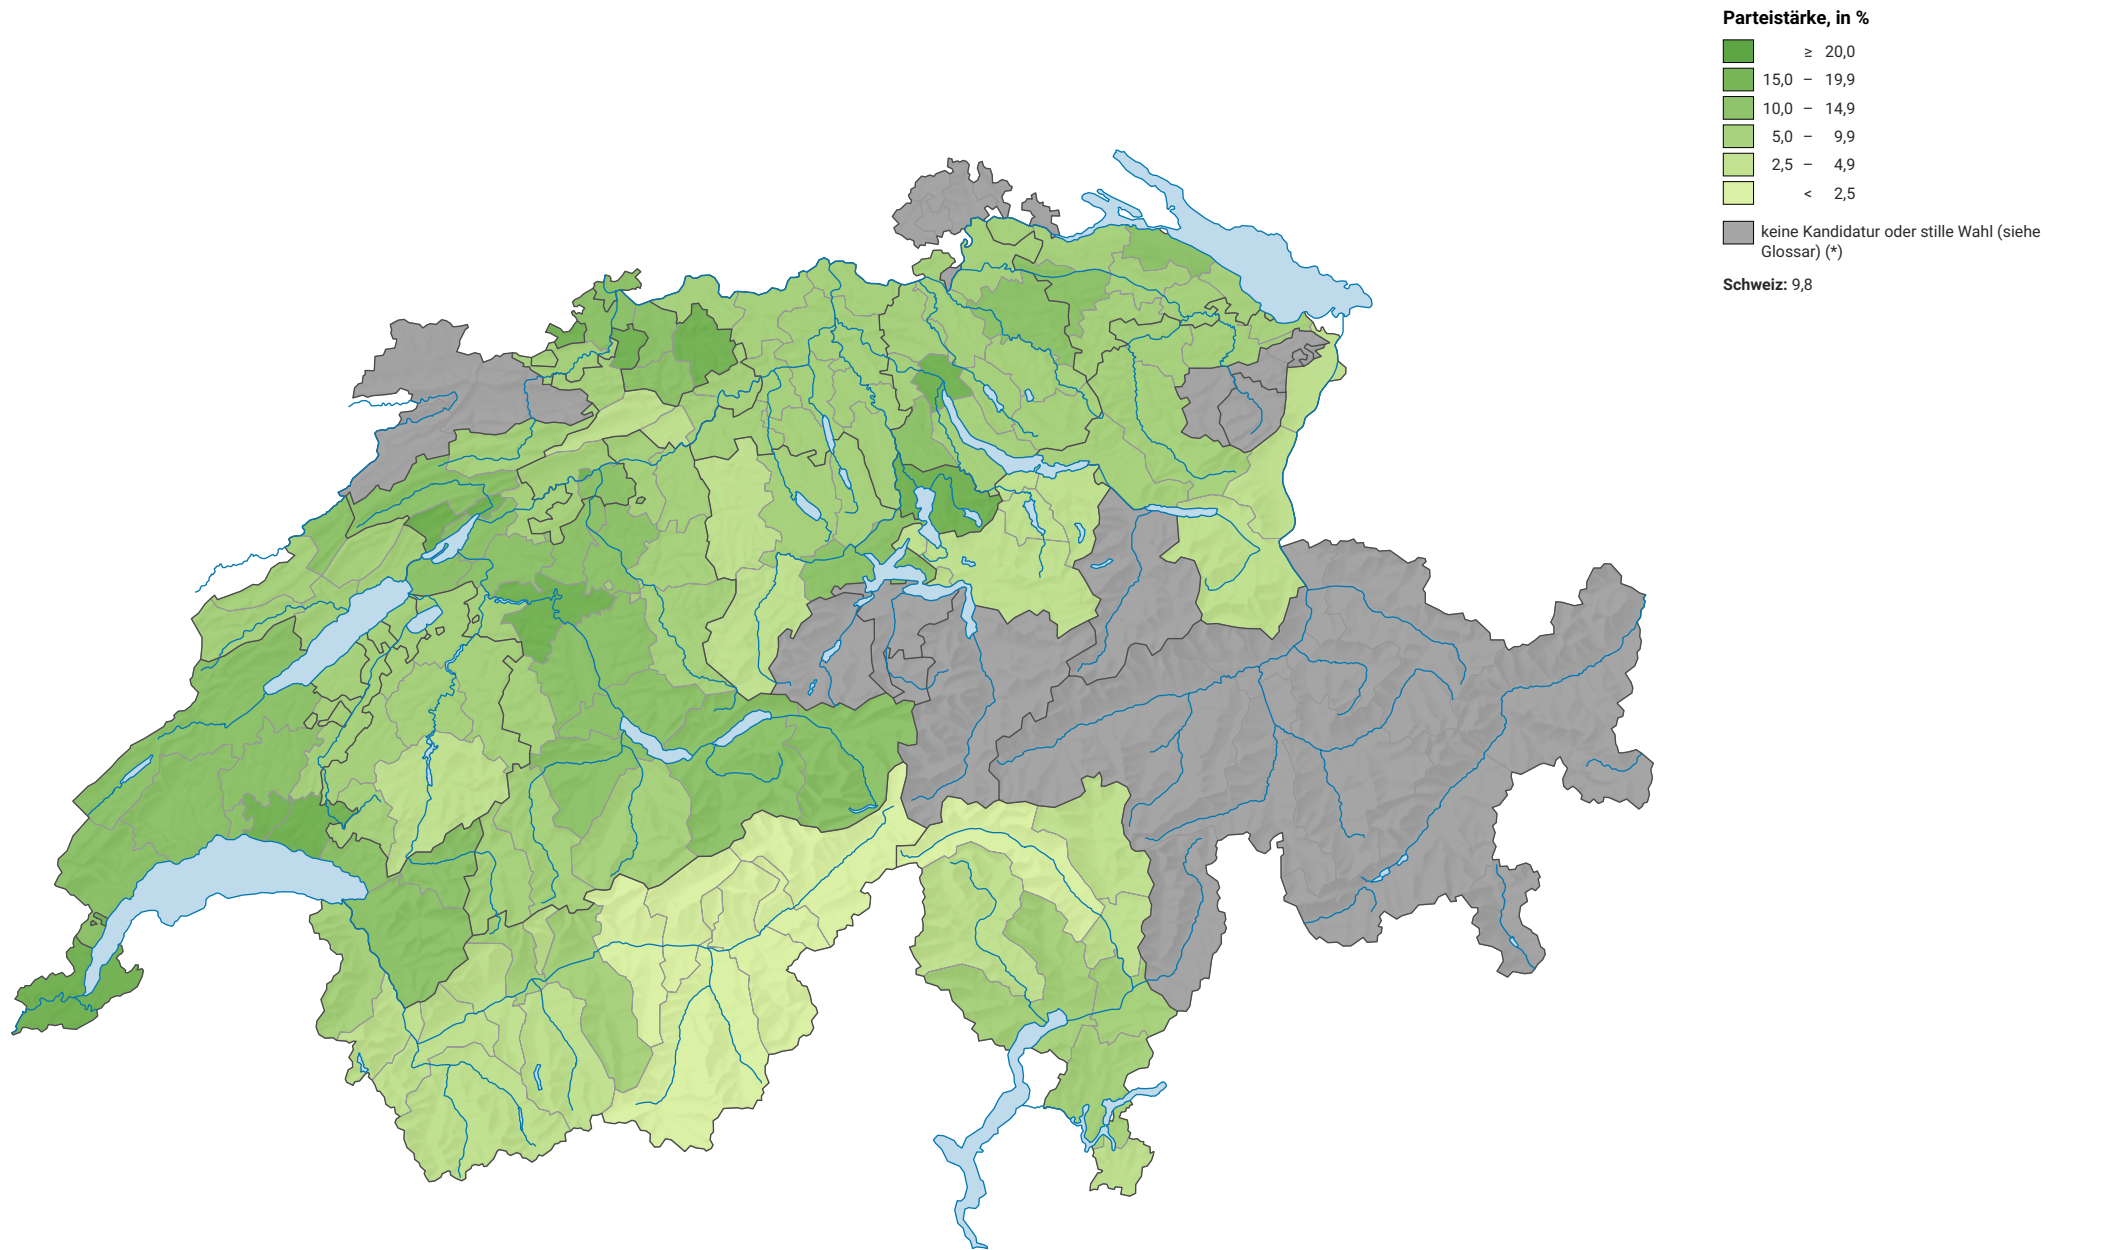 Parteistärke, in %
≥ 20,0
15,0 – 19,9
10,0 – 14,9
5,0 – 9,9
2,5 – 4,9
< 2,5
keine Kandidatur oder stille Wahl (siehe
Glossar) (*)
Schweiz: 9,8